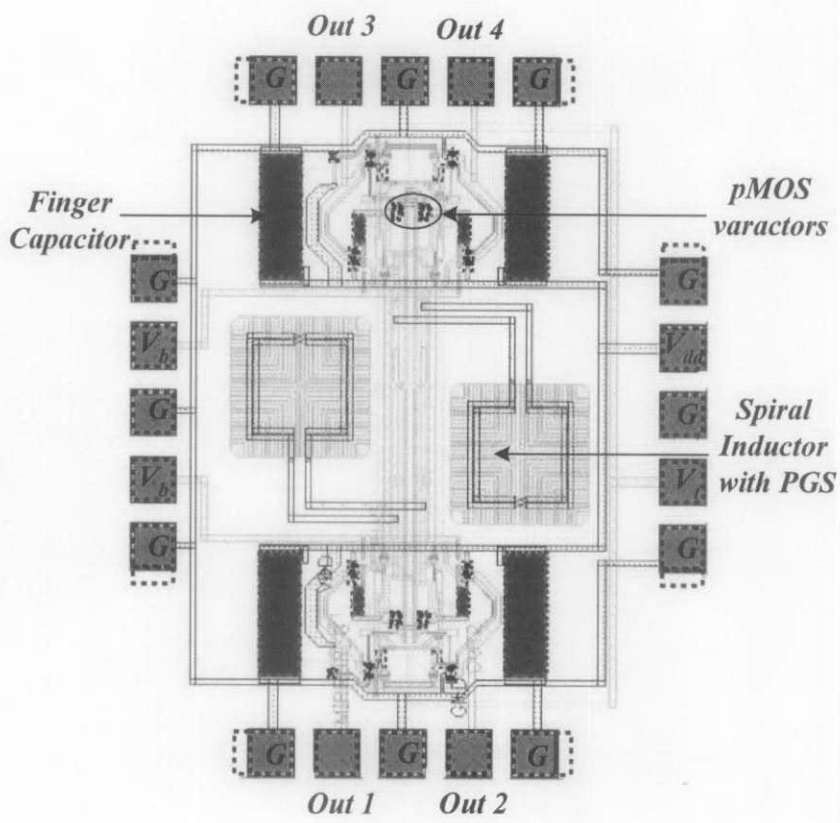 Out 3 Out 4
G G G
Finger
Capacitor
pMOS
varactors
G G
V_b V_dd
G G
Spiral
Inductor
with PGS
V_b V_t
G G
VDD
G G G
Out 1 Out 2